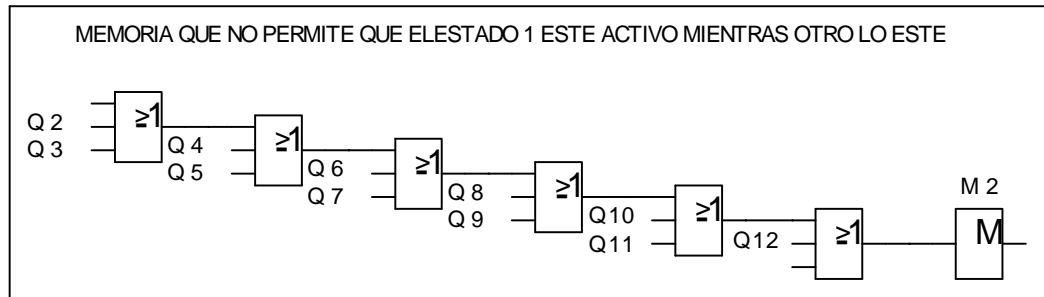 MEMORIA QUE NO PERMITE QUE ELESTADO 1 ESTE ACTIVO MIENTRAS OTRO LO ESTE
≥1
Q 2
Q 3
≥1
Q 4
Q 5
≥1
Q 6
Q 7
≥1
Q 8
Q 9
≥1
Q10
Q11
≥1
Q12
M 2
M